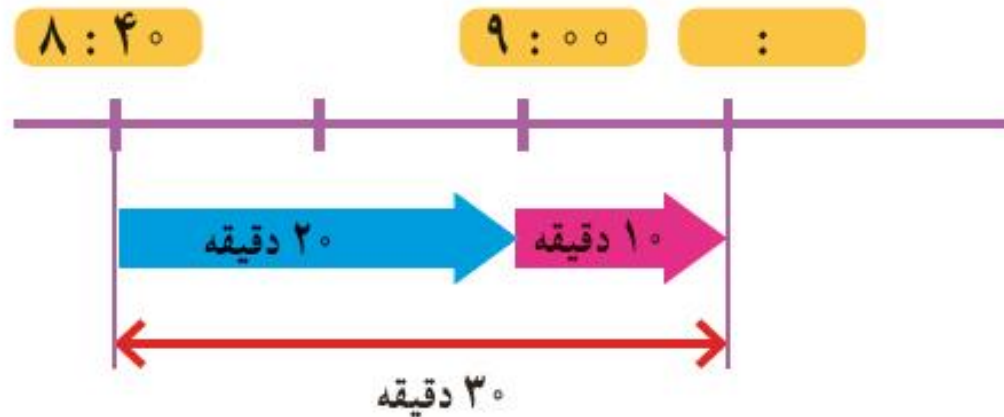 ۸ : ۴۰
۹ : ۰۰
:
۲۰ دقیقه
۱۰ دقیقه
۳۰ دقیقه